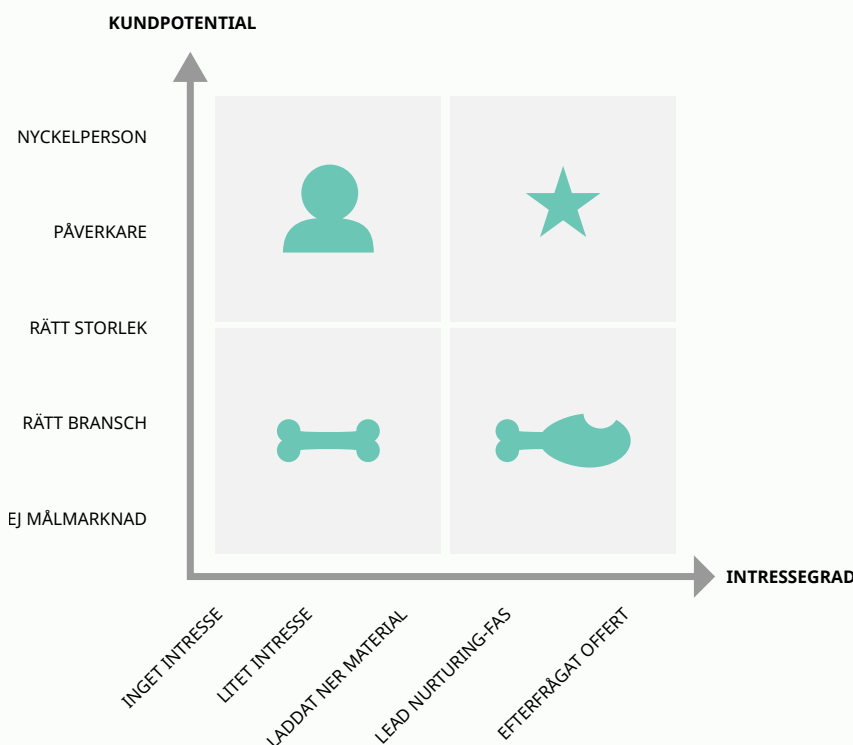 KUNDPOTENTIAL
NYCKELPERSON
PÅVERKARE
RÄTT STORLEK
RÄTT BRANSCH
EJ MÅLMARKNAD
INTRESSEGRAD
INGET INTRESSE
LITET INTRESSE
LADDAT NER MATERIAL
LEAD NURTURING-FAS
EFTERFRÅGAT OFFERT